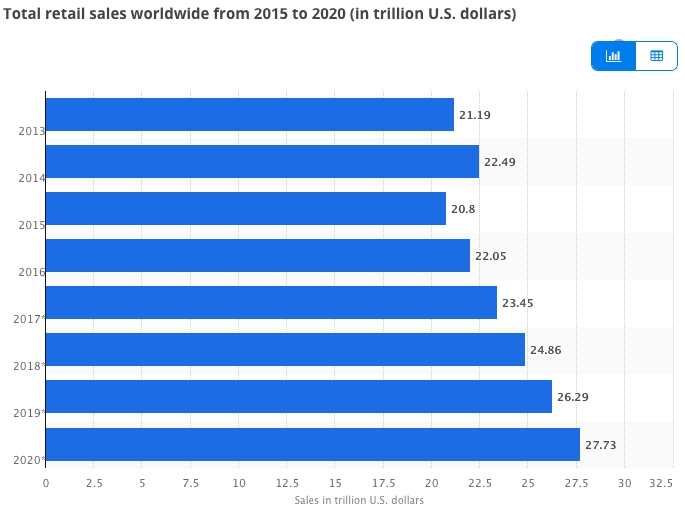 Total retail sales worldwide from 2015 to 2020 (in trillion U.S. dollars)
2013 21.19
2014 22.49
2015 20.8
2016 22.05
2017* 23.45
2018* 24.86
2019* 26.29
2020* 27.73
0 2.5 5 7.5 10 12.5 15 17.5 20 22.5 25 27.5 30 32.5
Sales in trillion U.S. dollars